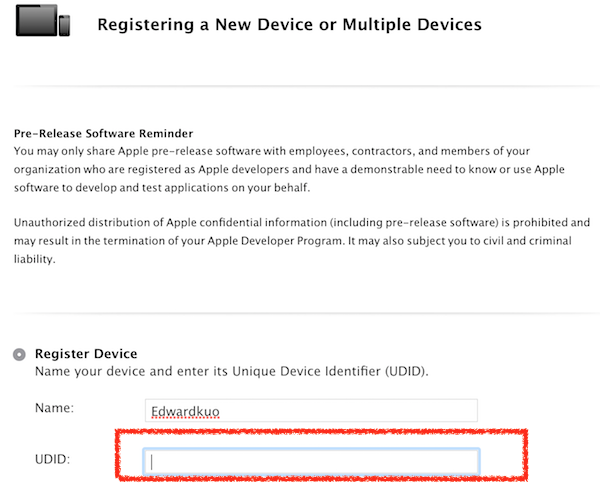 Registering a New Device or Multiple Devices
Pre-Release Software Reminder
You may only share Apple pre-release software with employees, contractors, and members of your
organization who are registered as Apple developers and have a demonstrable need to know or use Apple
software to develop and test applications on your behalf.
Unauthorized distribution of Apple confidential information (including pre-release software) is prohibited and
may result in the termination of your Apple Developer Program. It may also subject you to civil and criminal
liability.
Register Device
Name your device and enter its Unique Device Identifier (UDID).
Name: Edwardkuo
UDID: